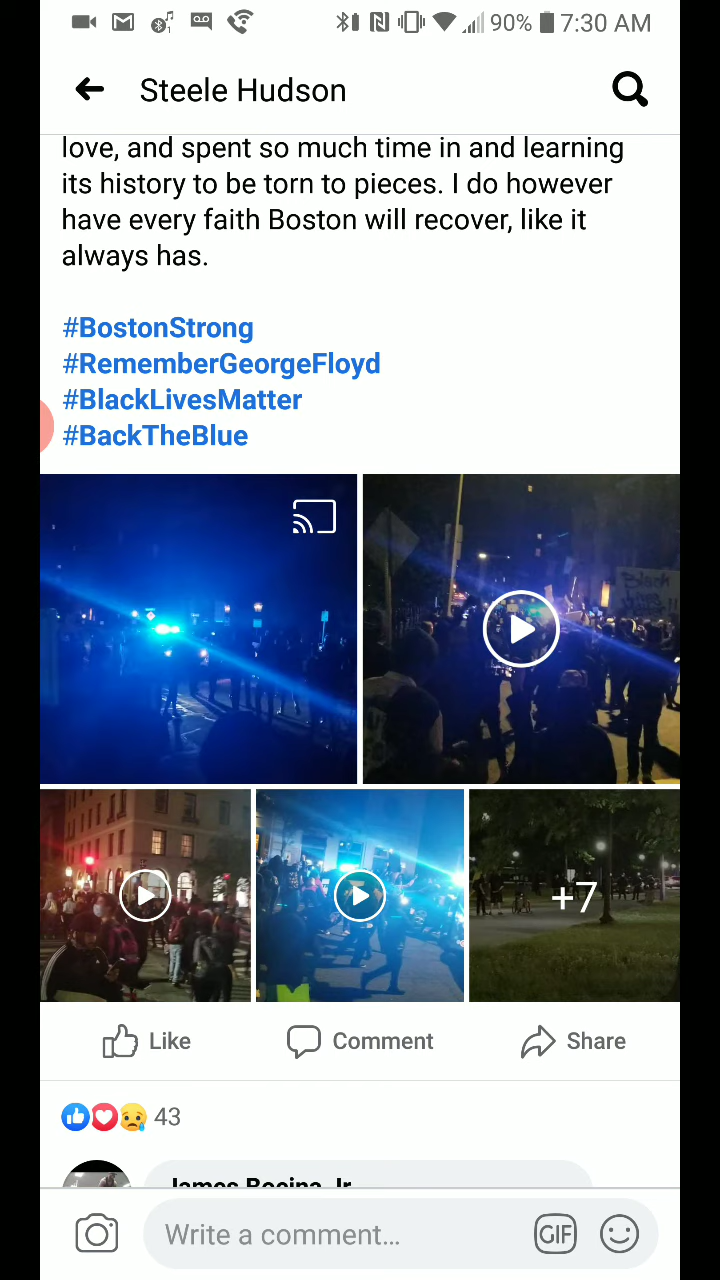 90% 7:30 AM
Steele Hudson
love, and spent so much time in and learning
its history to be torn to pieces. I do however
have every faith Boston will recover, like it
always has.
#BostonStrong
#RememberGeorgeFloyd
#BlackLivesMatter
#BackTheBlue
+7
Like Comment Share
43
Write a comment... GIF